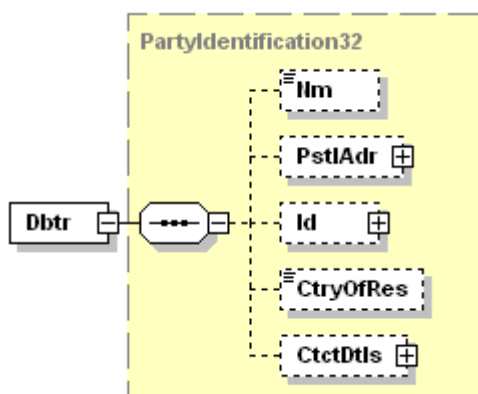 PartyIdentification32
Nm
PstlAdr
Dbtr
Id
CtryOfRes
CtctDtls